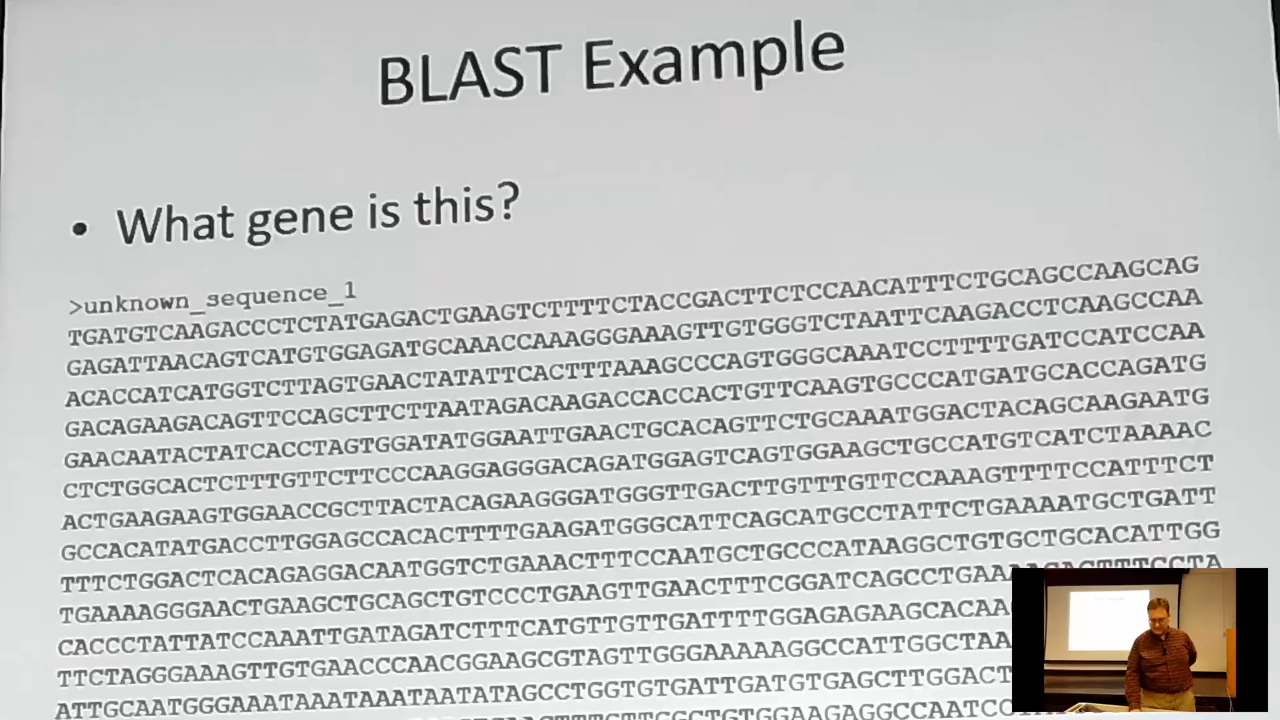 BLAST Example
• What gene is this?
>unknown_sequence_1
TGATGTCAAGACCCTCTATGAGACTGAAGTCTTTTCTACCGACTTCTCCAACATTTCTGCAGCCAAGCAG
GAGATTAACAGTCATGTGGAGATGCAAACCAAAGGGAAAGTTGTGGGTCTAATTCAAGACCTCAAGCCAA
ACACCATCATGGTCTTAGTGAACTATATTCACTTTAAAGCCCAGTGGGCAAATCCTTTTGATCCATCCAA
GACAGAAGACAGTTCCAGCTTCTTAATAGACAAGACCACCACTGTTCAAGTGCCCATGATGCACCAGATG
GAACAATACTATCACCTAGTGGATATGGAATTGAACTGCACAGTTCTGCAAATGGACTACAGCAAGAATG
CTCTGGCACTCTTTGTTCTTCCCAAGGAGGGACAGATGGAGTCAGTGGAAGCTGCCATGTCATCTAAAAC
ACTGAAGAAGTGGAACCGCTTACTACAGAAGGGATGGGTTGACTTGTTTGTTCCAAAGTTTTCCATTTCT
GCCACATATGACCTTGGAGCCACACTTTTGAAGATGGGCATTCAGCATGCCTATTCTGAAAATGCTGATT
TTTCTGGACTCACAGAGGACAATGGTCTGAAACTTTCCAATGCTGCCCATAAGGCTGTGCTGCACATTGG
TGAAAAGGGAACTGAAGCTGCAGCTGTCCCTGAAGTTGAACTTTCGGATCAGCCTGAA
CACCCTATTATCCAAATTGATAGATCTTTCATGTTGTTGATTTTGGAGAGAAGCACAA
TTCTAGGGAAAGTTGTGAACCCAACGGAAGCGTAGTTGGGAAAAAGGCCATTGGCTAA
ATTGCAATGGGAAATAAATAAATAATATAGCCTGGTGTGATTGATGTGAGCTTGGACT